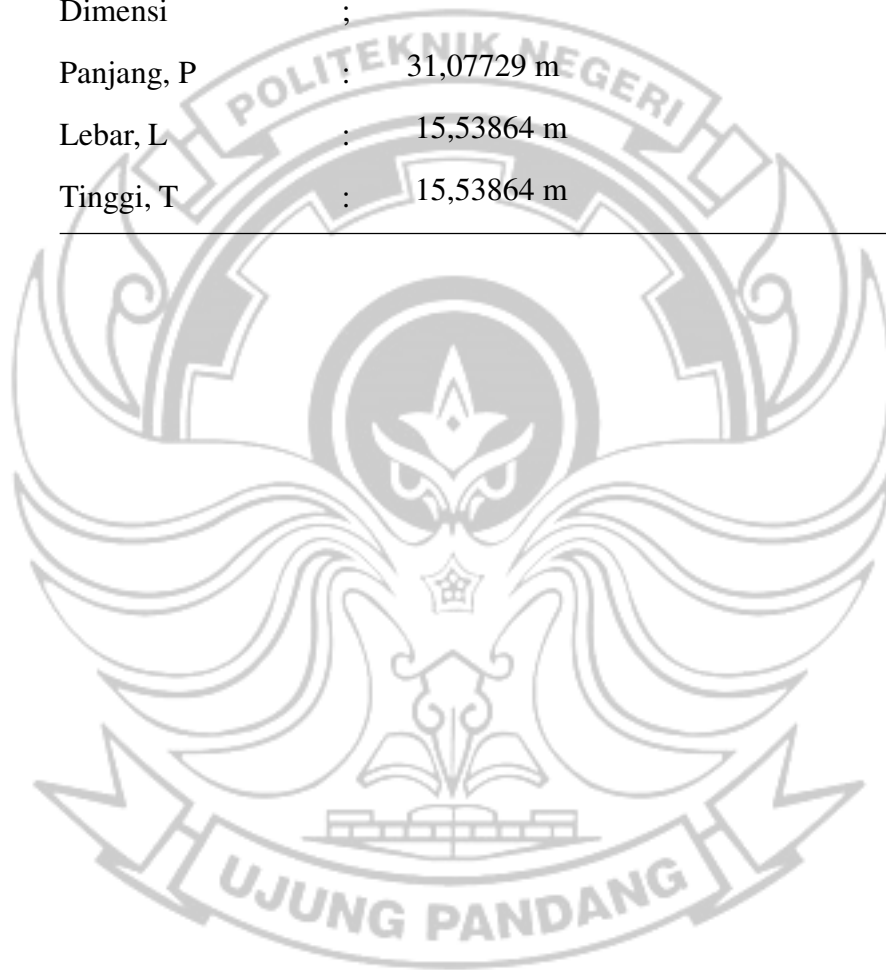 Dimensi ;
Panjang, P : 31,07729 m
Lebar, L : 15,53864 m
Tinggi, T : 15,53864 m
POLITEKNIK NEGERI
UJUNG PANDANG